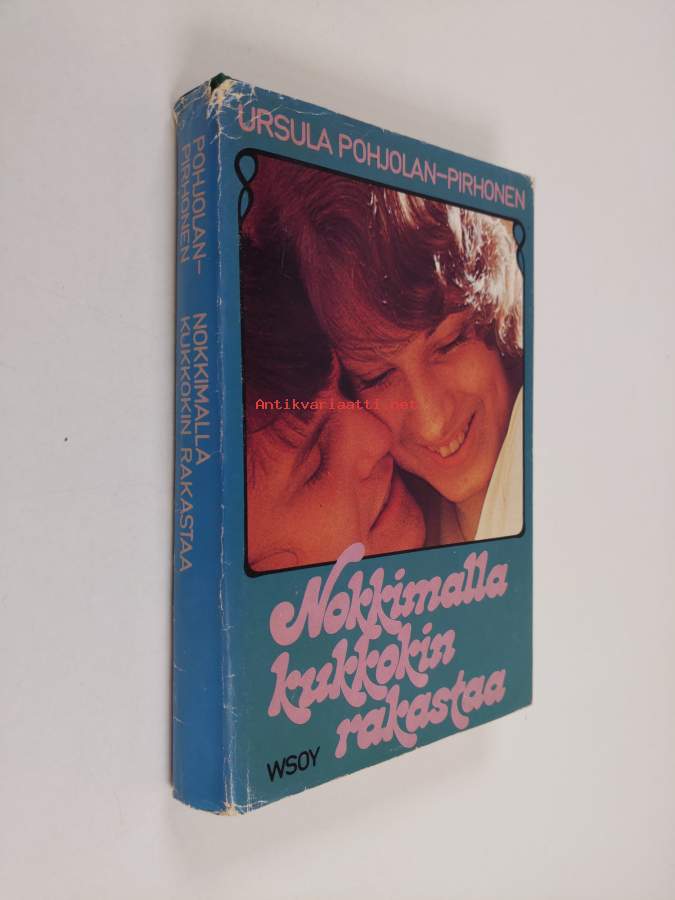 URSULA POHJOLAN-PIRHONEN
Antikvariaatti.net
Nokkimalla
kukkokin
rakastaa
WSOY
POHJOLAN-
PIRHONEN
NOKKIMALLA
KUKKOKIN RAKASTAA